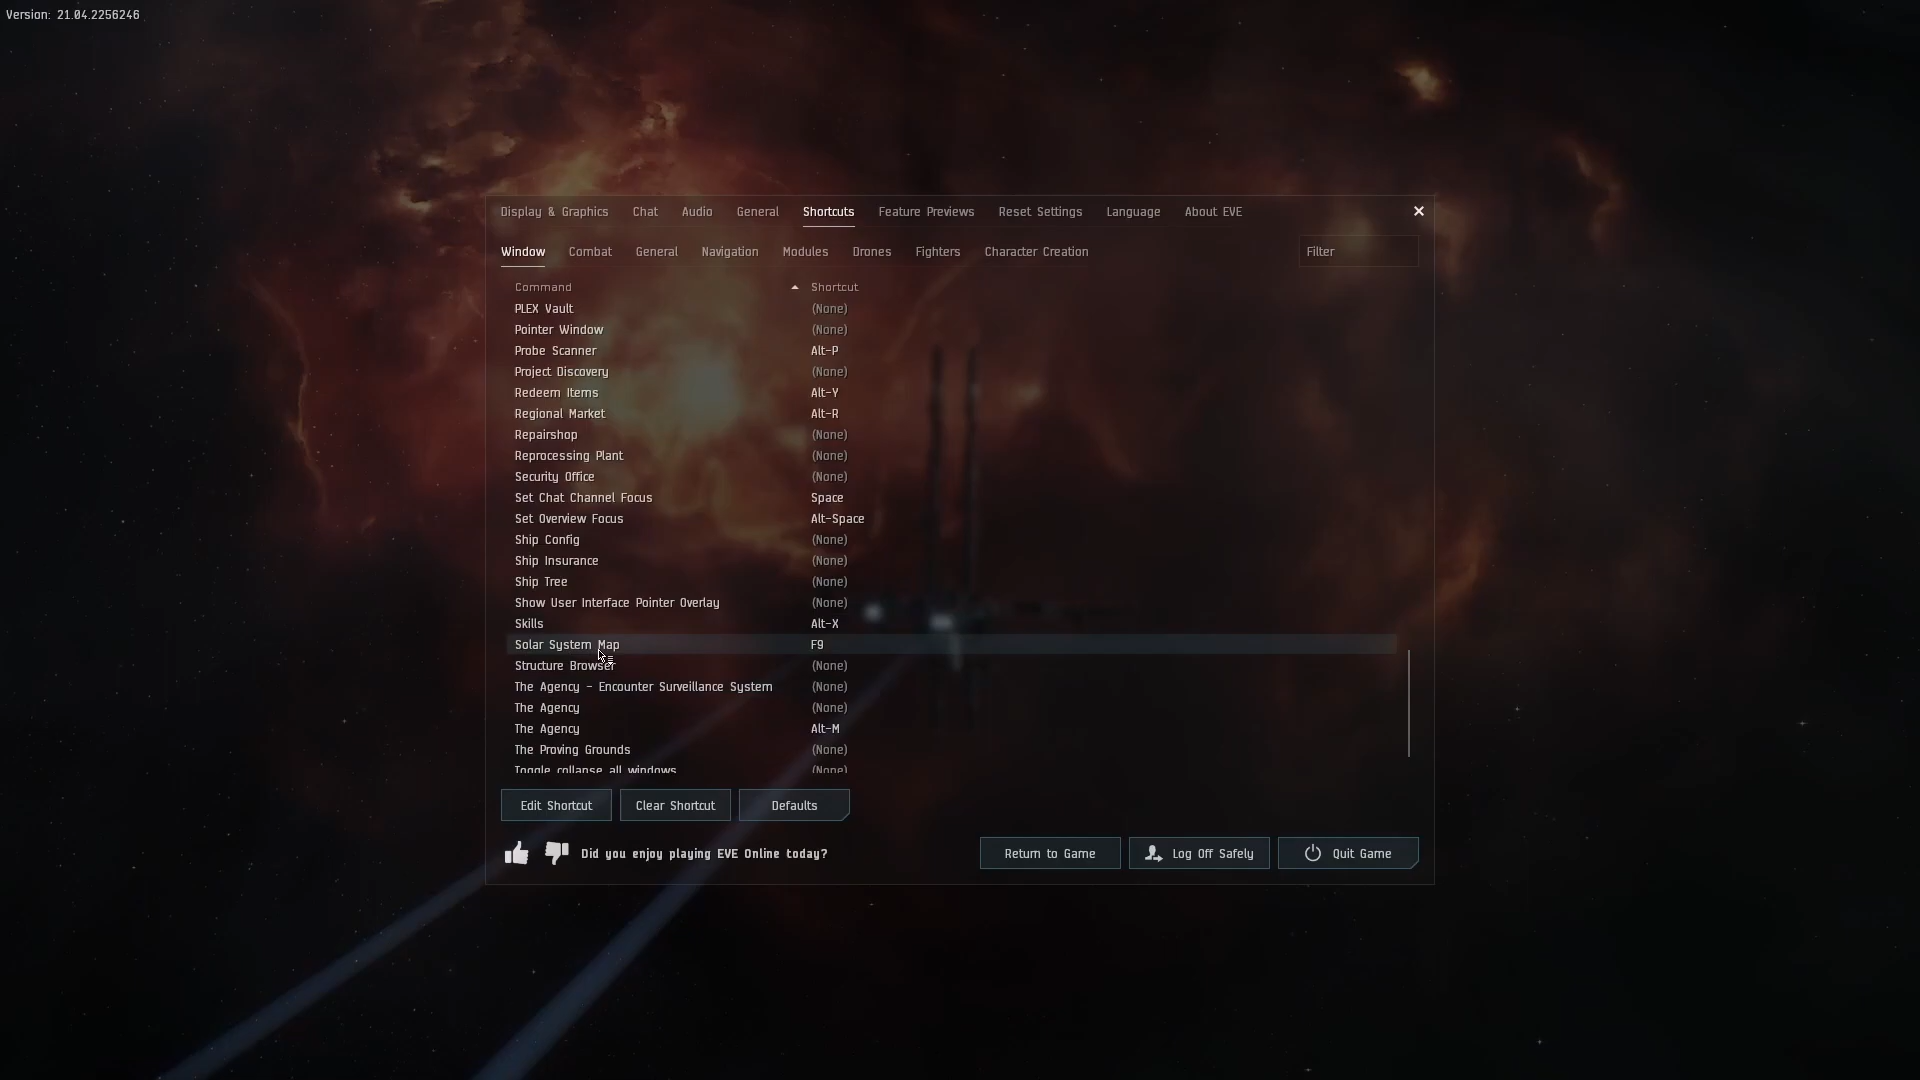 Version: 21.04.2256246
Display & Graphics Chat Audio General Shortcuts Feature Previews Reset Settings Language About EVE
Window Combat General Navigation Modules Drones Fighters Character Creation Filter
Command Shortcut
PLEX Vault (None)
Pointer Window (None)
Probe Scanner Alt-P
Project Discovery (None)
Redeem Items Alt-Y
Regional Market Alt-R
Repairshop (None)
Reprocessing Plant (None)
Security Office (None)
Set Chat Channel Focus Space
Set Overview Focus Alt-Space
Ship Config (None)
Ship Insurance (None)
Ship Tree (None)
Show User Interface Pointer Overlay (None)
Skills Alt-X
Solar System Map F9
Structure Browser (None)
The Agency - Encounter Surveillance System (None)
The Agency (None)
The Agency Alt-M
The Proving Grounds (None)
Toggle collapse all windows (None)
Edit Shortcut Clear Shortcut Defaults
Did you enjoy playing EVE Online today? Return to Game Log Off Safely Quit Game